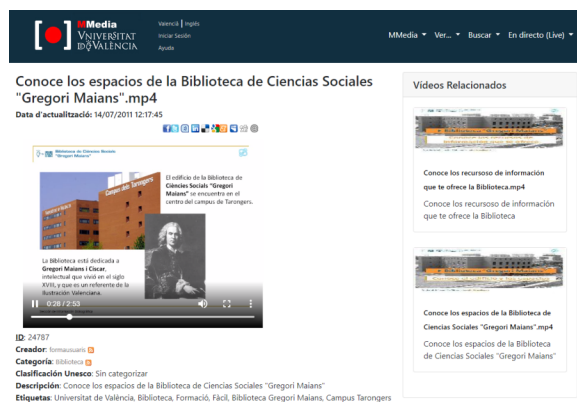 MMedia
VNIVERSITAT
ID VALÈNCIA
Valencià | Inglés
Iniciar Sesión
Ayuda
MMedia
Ver...
Buscar
En directo (Live)
Conoce los espacios de la Biblioteca de Ciencias Sociales
"Gregori Maians".mp4
Data d'actualització: 14/07/2011 12:17:45
Biblioteca de Ciències Socials
"Gregori Maians"
Campus dels Tarongers
El edificio de la Biblioteca de
Ciències Socials "Gregori
Maians" se encuentro en el
centro del campus de Tarongers.
La Biblioteca está dedicada a
Gregori Maians i Ciscar,
intelectual que vivó en el siglo
XVIII, y que es un referente de la
Ilustración Valenciana.
0:28 / 2:53
ID: 24787
Creador: formausuaris
Categoría: Biblioteca
Clasificación Unesco: Sin categorizar
Descripción: Conoce los espacios de la Biblioteca de Ciencias Sociales "Gregori Maians"
Etiquetas: Universitat de València, Biblioteca, Formació, Fàcil, Biblioteca Gregori Maians, Campus Tarongers
Vídeos Relacionados
Conoce los recursoso de información
que te ofrece la Biblioteca.mp4
Conoce los recursoso de información
que te ofrece la Biblioteca
Conoce los espacios de la Biblioteca de
Ciencias Sociales "Gregori Maians".mp4
Conoce los espacios de la Biblioteca
de Ciencias Sociales "Gregori Maians"